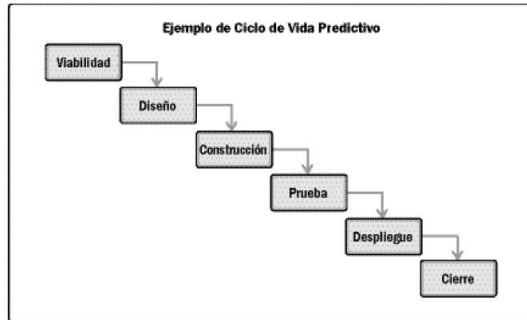 Ejemplo de Ciclo de Vida Predictivo
Viabilidad
Diseño
Construcción
Prueba
Despliegue
Cierre